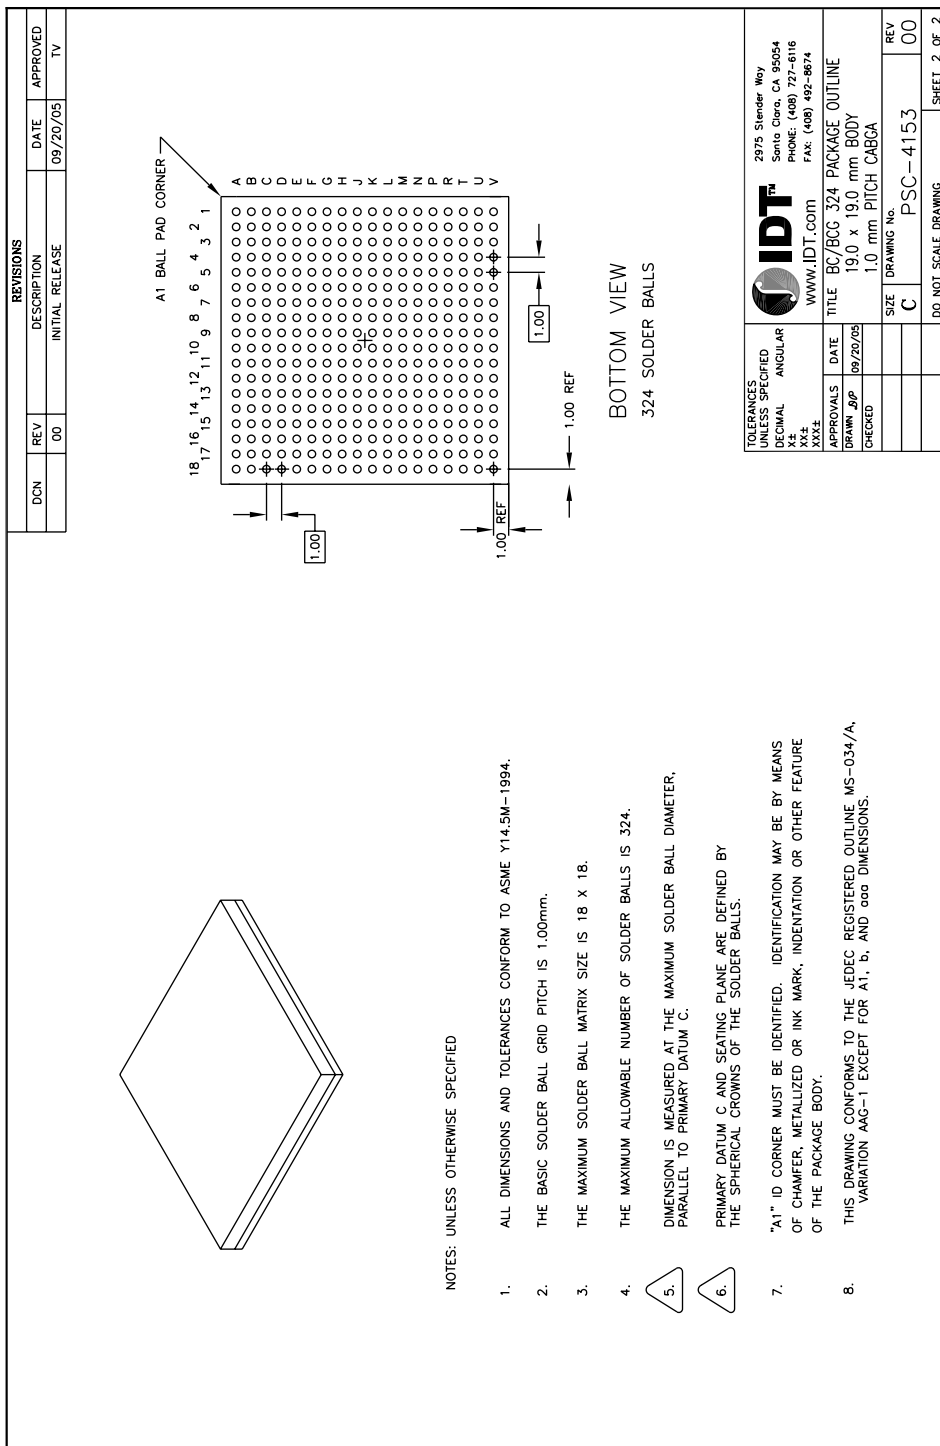 REVISIONS
DCN REV DESCRIPTION DATE APPROVED
00 INITIAL RELEASE 09/20/05 TV
A1 BALL PAD CORNER
18 17 16 15 14 13 12 11 10 9 8 7 6 5 4 3 2 1
A
B
C
D
E
F
G
H
J
K
L
M
N
P
R
T
U
V
1.00
1.00
1.00 REF
1.00 REF
BOTTOM VIEW
324 SOLDER BALLS
NOTES: UNLESS OTHERWISE SPECIFIED
1. ALL DIMENSIONS AND TOLERANCES CONFORM TO ASME Y14.5M-1994.
2. THE BASIC SOLDER BALL GRID PITCH IS 1.00mm.
3. THE MAXIMUM SOLDER BALL MATRIX SIZE IS 18 X 18.
4. THE MAXIMUM ALLOWABLE NUMBER OF SOLDER BALLS IS 324.
5. DIMENSION IS MEASURED AT THE MAXIMUM SOLDER BALL DIAMETER,
PARALLEL TO PRIMARY DATUM C.
6. PRIMARY DATUM C AND SEATING PLANE ARE DEFINED BY
THE SPHERICAL CROWNS OF THE SOLDER BALLS.
7. "A1" ID CORNER MUST BE IDENTIFIED. IDENTIFICATION MAY BE BY MEANS
OF CHAMFER, METALLIZED OR INK MARK, INDENTATION OR OTHER FEATURE
OF THE PACKAGE BODY.
8. THIS DRAWING CONFORMS TO THE JEDEC REGISTERED OUTLINE MS-034/A,
VARIATION AAG-1 EXCEPT FOR A1, b, AND aaa DIMENSIONS.
TOLERANCES
UNLESS SPECIFIED
DECIMAL ANGULAR
X±
XX±
XXX±
APPROVALS DATE
DRAWN 09/20/05
CHECKED
IDT™
www.IDT.com
2975 Stender Way
Santa Clara, CA 95054
PHONE: (408) 727-6116
FAX: (408) 492-8674
TITLE BC/BCG 324 PACKAGE OUTLINE
19.0 x 19.0 mm BODY
1.0 mm PITCH CABGA
SIZE DRAWING No. REV
C PSC-4153 00
DO NOT SCALE DRAWING SHEET 2 OF 2